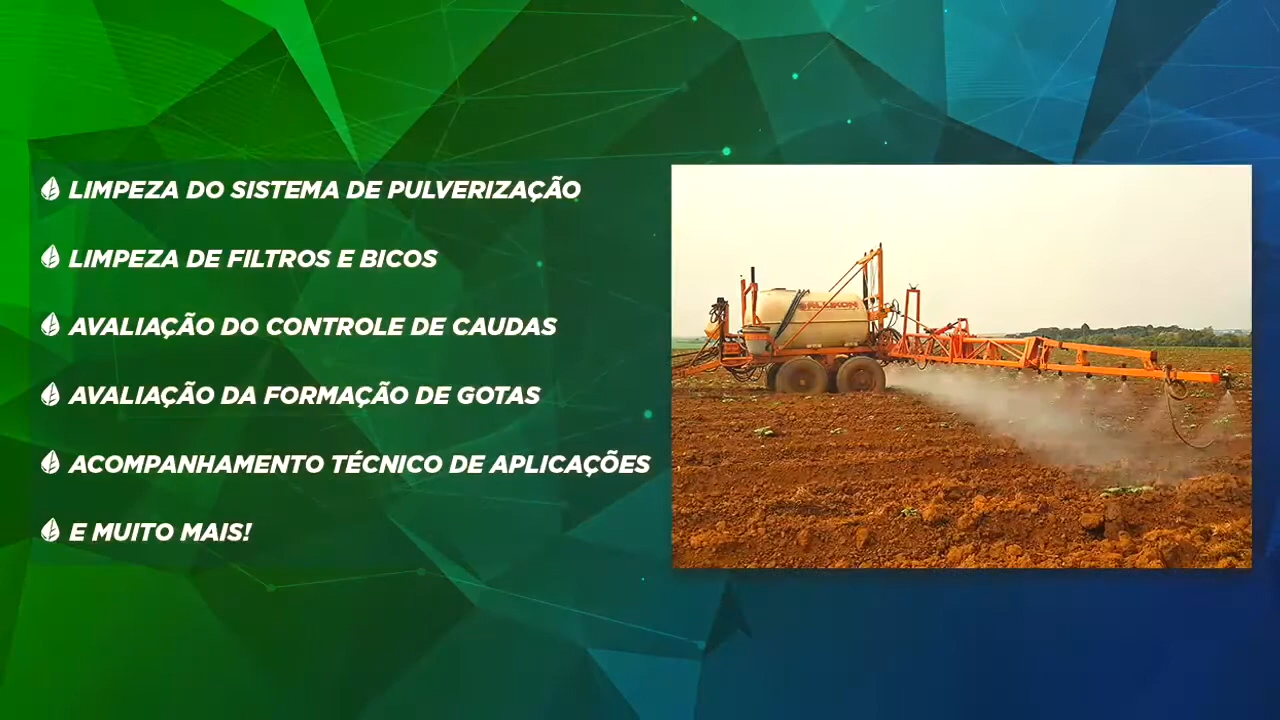 LIMPEZA DO SISTEMA DE PULVERIZAÇÃO
LIMPEZA DE FILTROS E BICOS
AVALIAÇÃO DO CONTROLE DE CAUDAS
AVALIAÇÃO DA FORMAÇÃO DE GOTAS
ACOMPANHAMENTO TÉCNICO DE APLICAÇÕES
E MUITO MAIS!